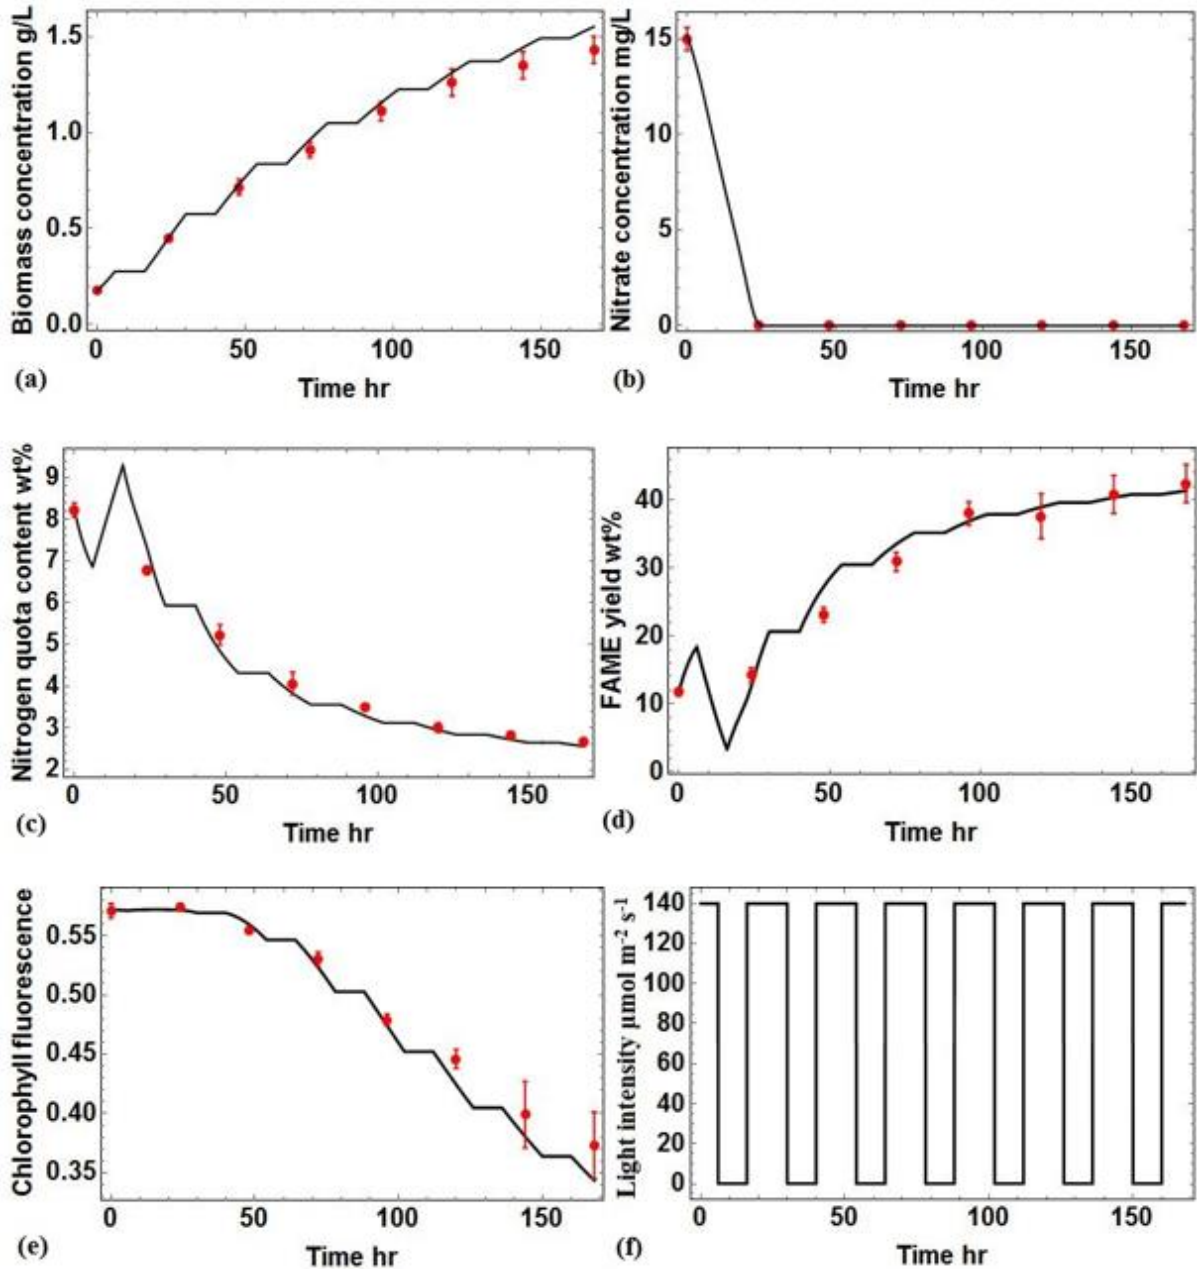 Biomass concentration g/L
1.5
1.0
0.5
0.0
0 50 100 150
(a)
Time hr
Nitrate concentration mg/L
15
10
5
0
0 50 100 150
(b)
Time hr
Nitrogen quota content wt%
9
8
7
6
5
4
3
2
0 50 100 150
(c)
Time hr
FAME yield wt%
40
30
20
10
0
0 50 100 150
(d)
Time hr
Chlorophyll fluorescence
0.55
0.50
0.45
0.40
0.35
0 50 100 150
(e)
Time hr
Light intensity μmol m⁻² s⁻¹
140
120
100
80
60
40
20
0
0 50 100 150
(f)
Time hr